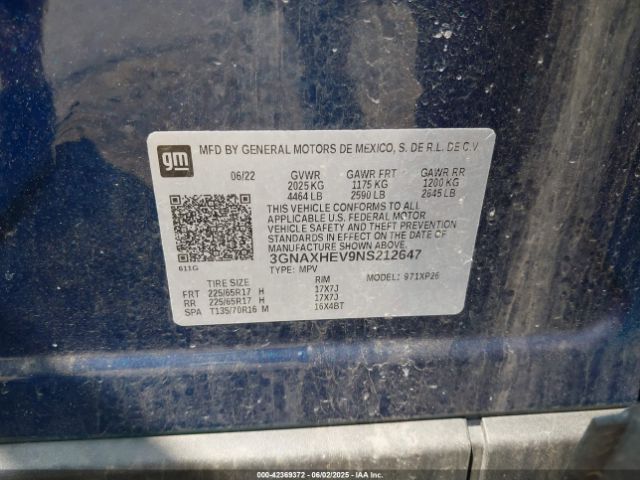 gm
MFD BY GENERAL MOTORS DE MEXICO, S. DE R.L. DE C.V.
06/22 GVWR GAWR FRT GAWR RR
2025 KG 1175 KG 1200 KG
4464 LB 2590 LB 2645 LB
THIS VEHICLE CONFORMS TO ALL
APPLICABLE U.S. FEDERAL MOTOR
VEHICLE SAFETY AND THEFT PREVENTION
STANDARDS IN EFFECT ON THE DATE OF
MANUFACTURE SHOWN ABOVE.
3GNAXHEV9NS212647
611G TYPE: MPV MODEL: 971XP26
TIRE SIZE RIM
FRT 225/65R17 H 17X7J
RR 225/65R17 H 17X7J
SPA T135/70R16 M 16X4BT
000-42369372 - 06/02/2025 - IAAI.COM